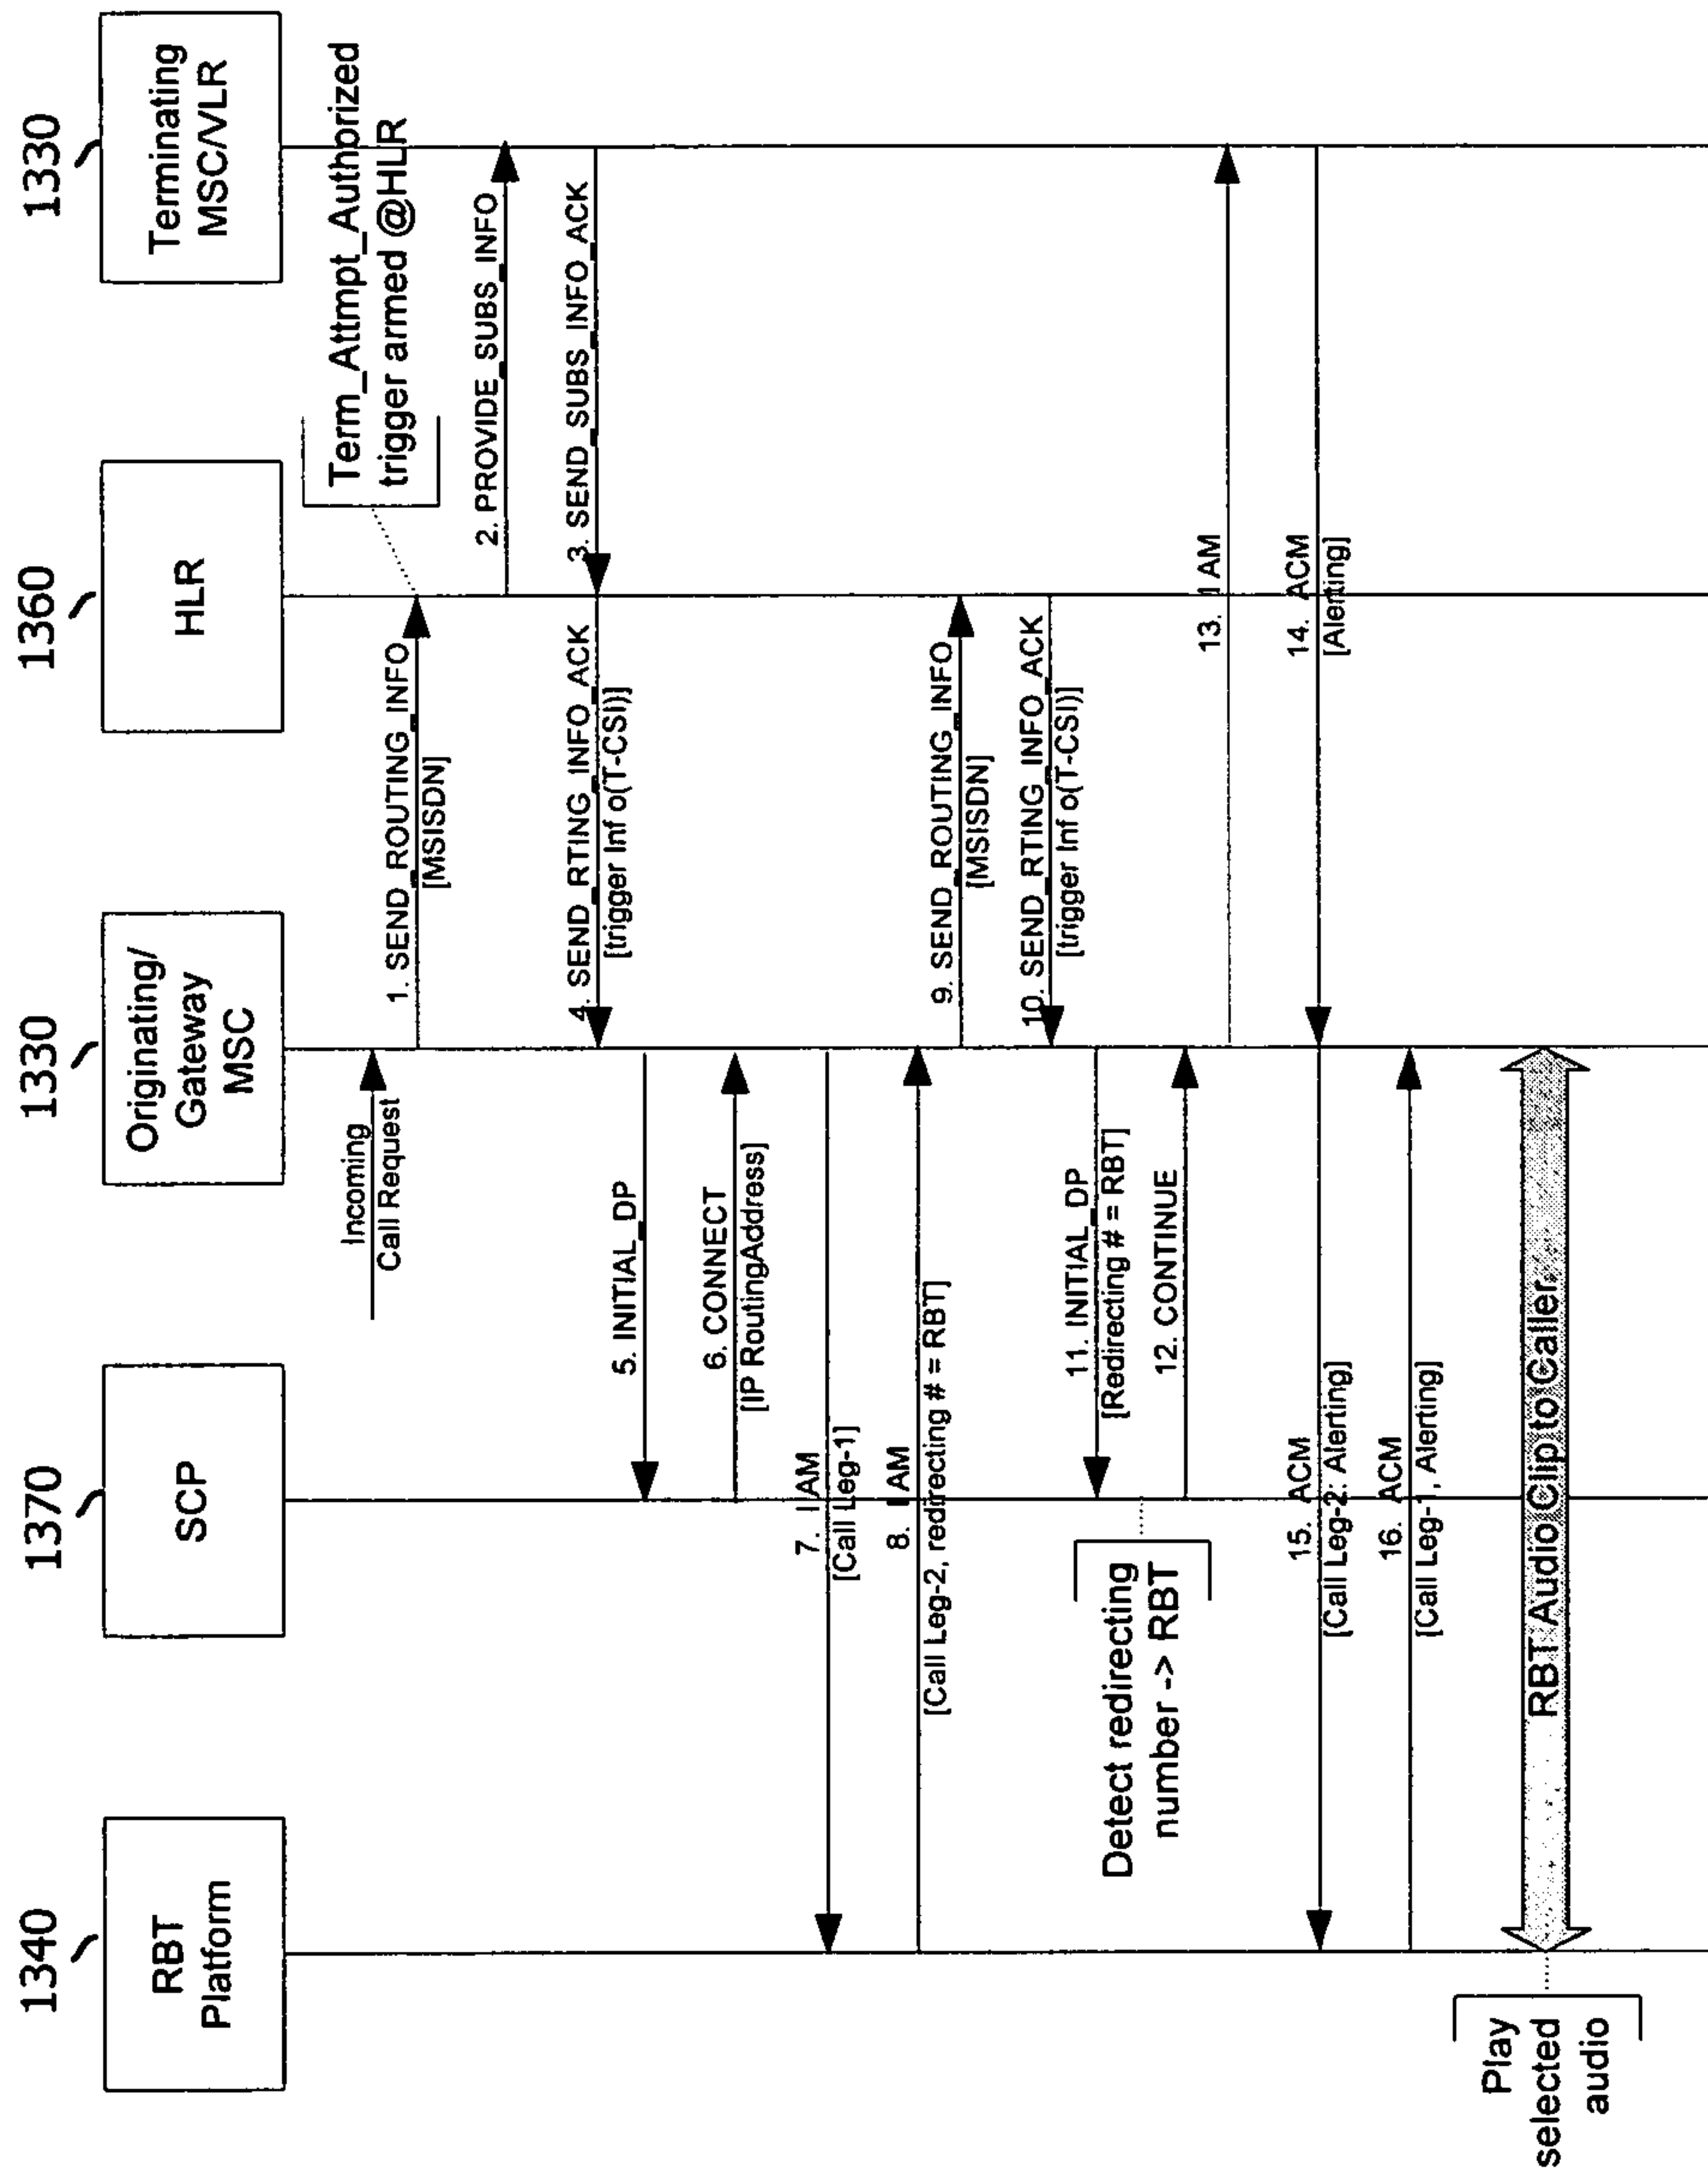 1340
1370
1330
1360
1330
RBT
Platform
SCP
Originating/
Gateway
MSC
HLR
Terminating
MSC/VLR
Incoming
Call Request
Term_Attmpt_Authorized
trigger armed @HLR
1. SEND_ROUTING_INFO
[MSISDN]
2. PROVIDE_SUBS_INFO
3. SEND_SUBS_INFO_ACK
4. SEND_RTING_INFO_ACK
[trigger Inf o(T-CSI)]
5. INITIAL_DP
6. CONNECT
[IP RoutingAddress]
7. IAM
[Call Leg-1]
8. IAM
[Call Leg-2, redirecting # = RBT]
9. SEND_ROUTING_INFO
[MSISDN]
10. SEND_RTING_INFO_ACK
[trigger Inf o(T-CSI)]
11. INITIAL_DP
[Redirecting # = RBT]
Detect redirecting
number -> RBT
12. CONTINUE
13. IAM
14. ACM
[Alerting]
15. ACM
[Call Leg-2: Alerting]
16. ACM
[Call Leg-1, Alerting]
RBT Audio Clip to Caller.
Play
selected
audio